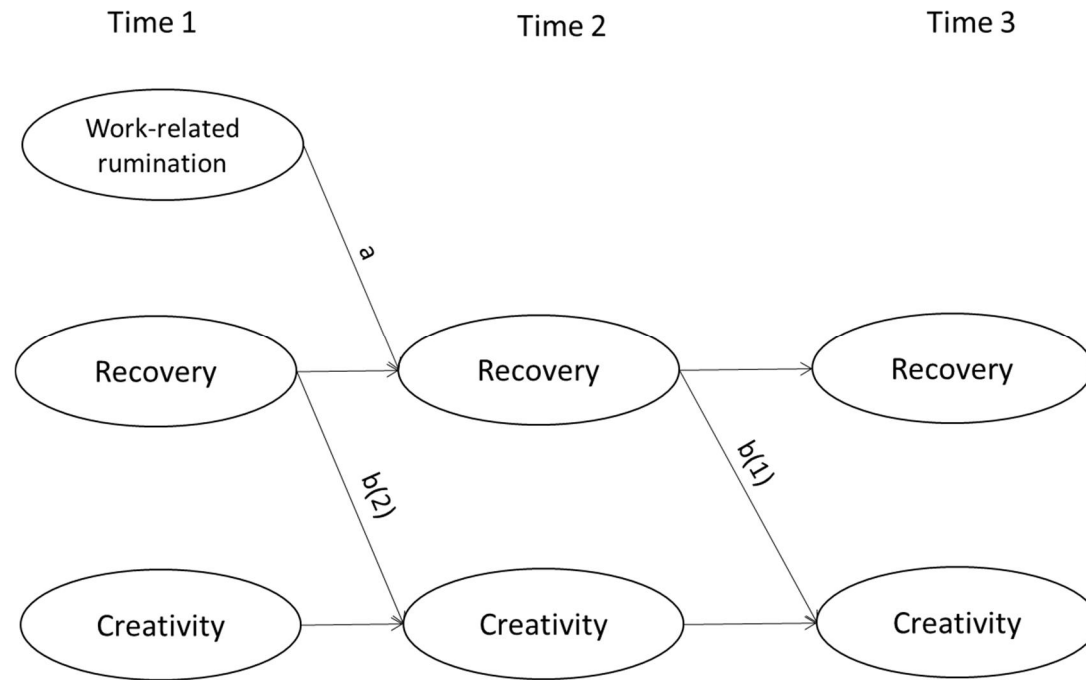 Time 1
Time 2
Time 3
Work-related
rumination
a
Recovery
Recovery
Recovery
b(2)
b(1)
Creativity
Creativity
Creativity